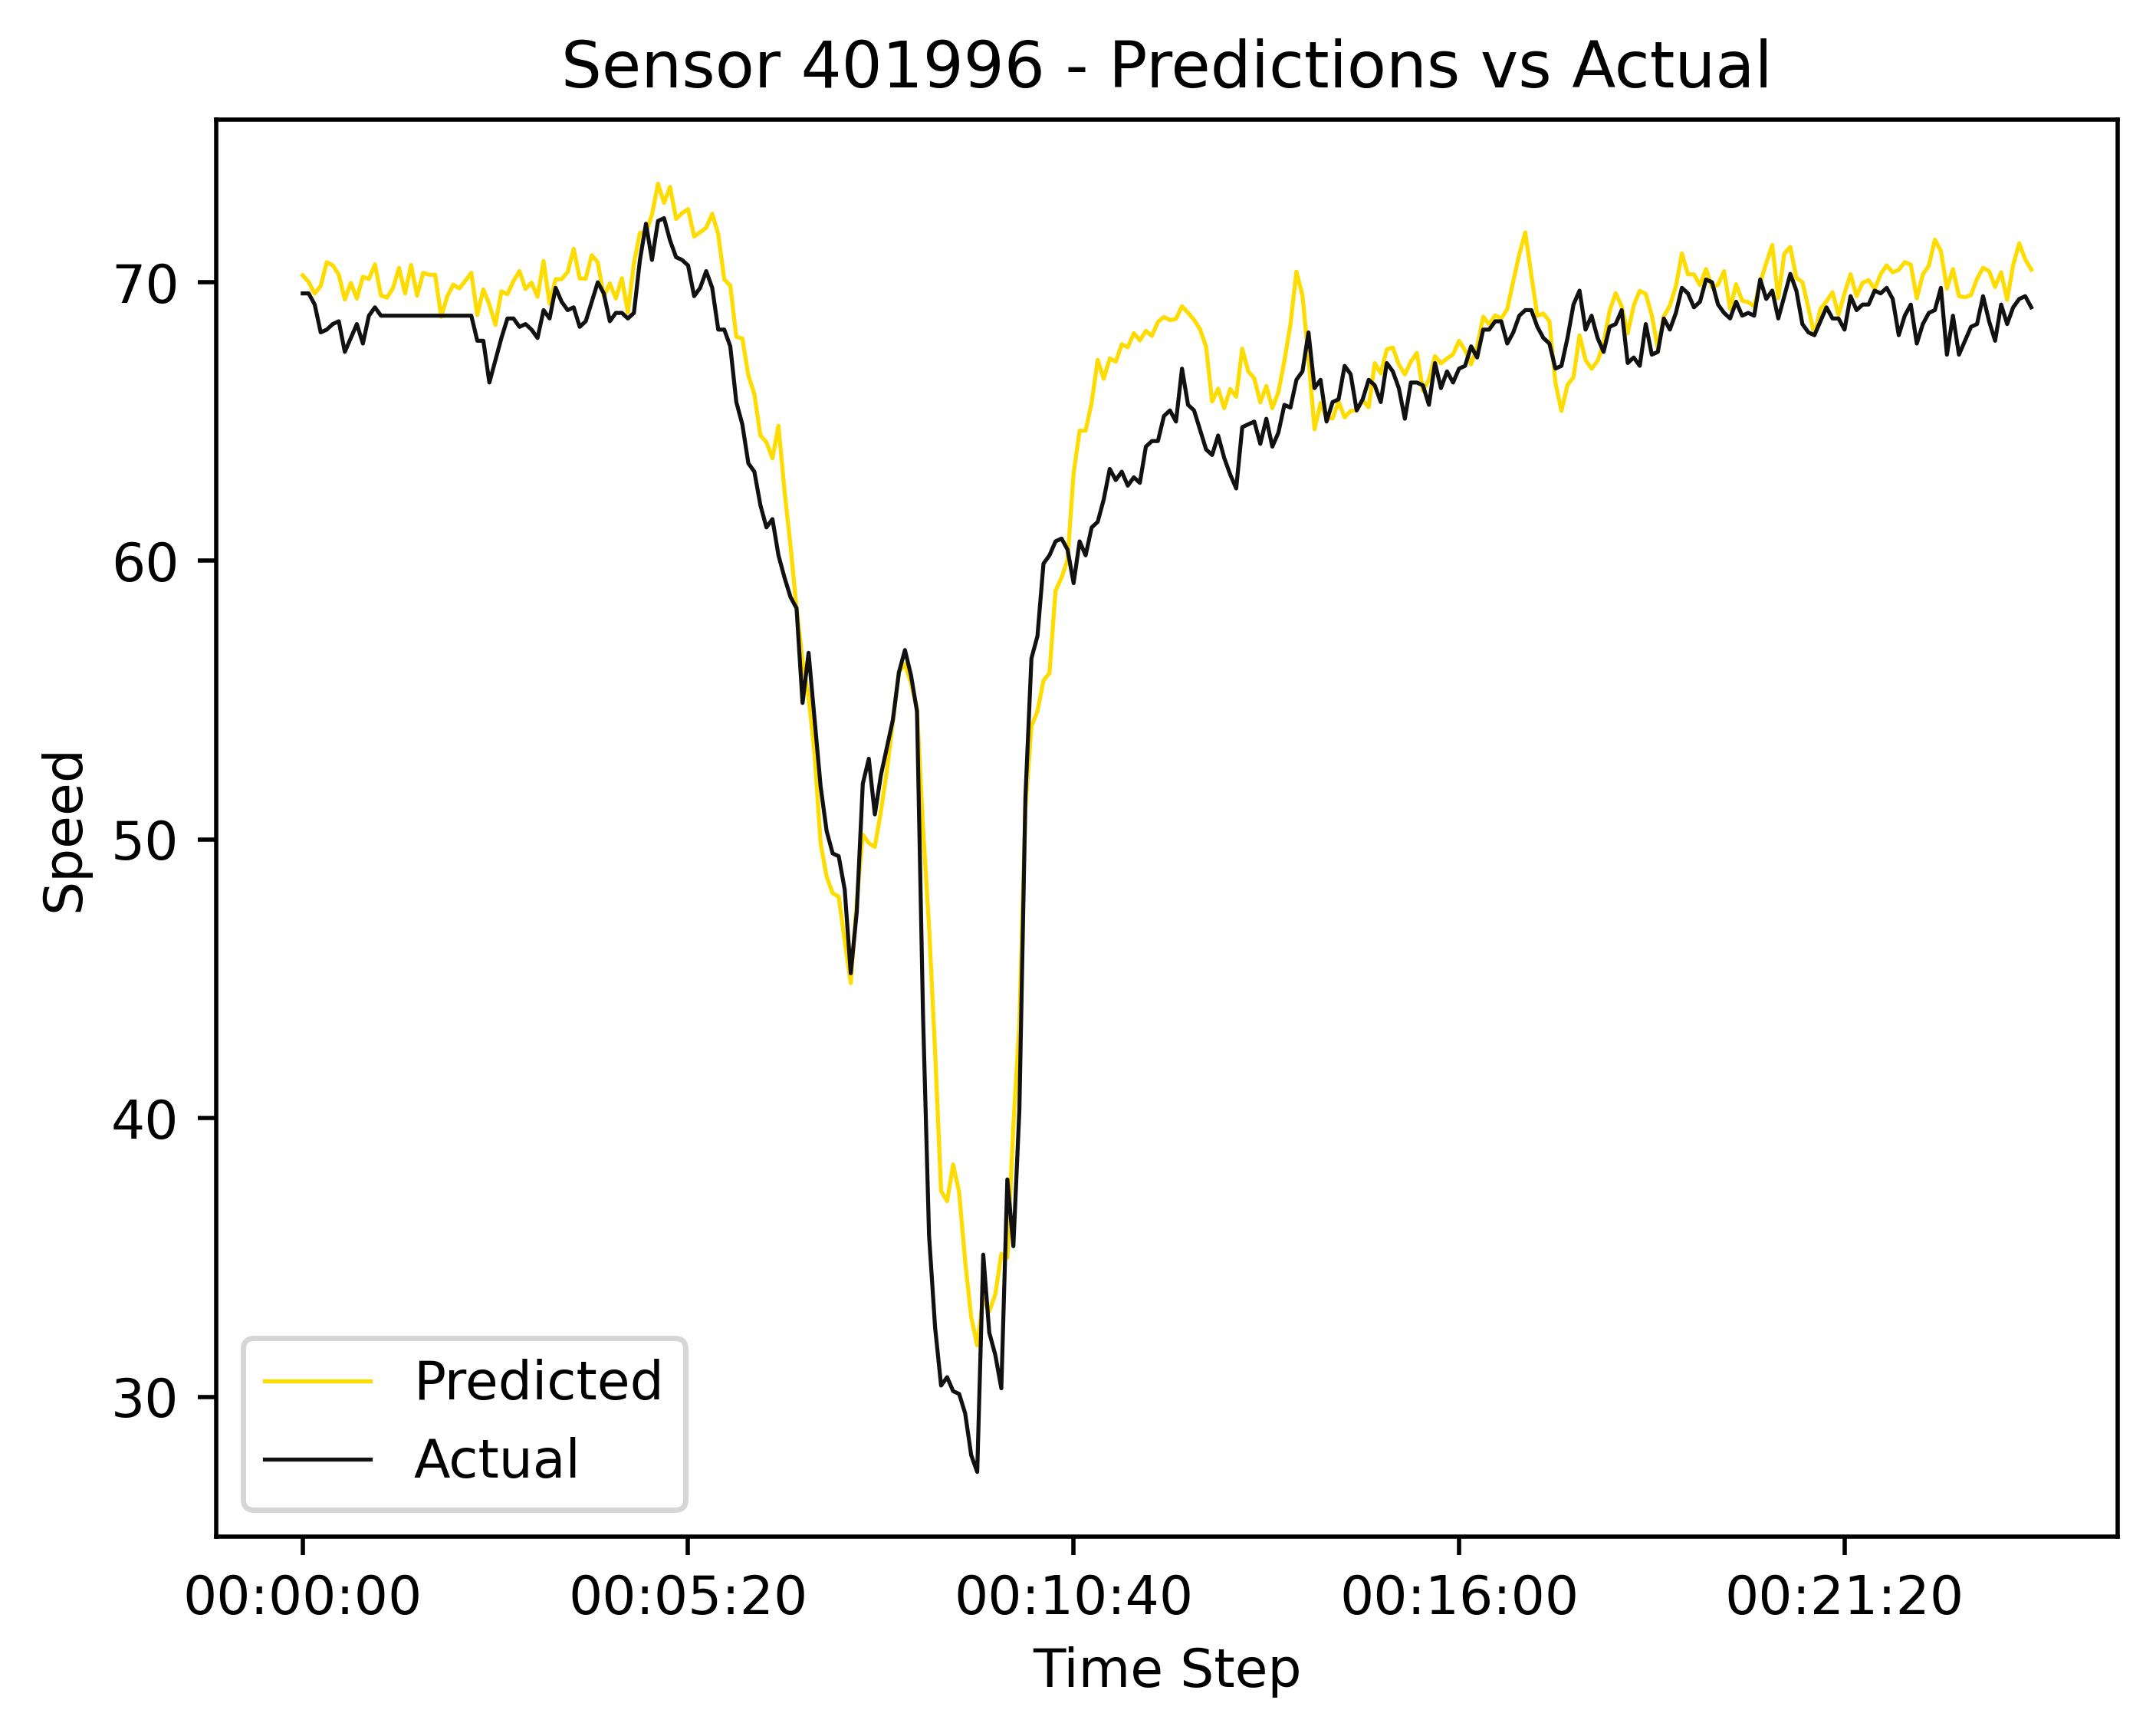 Sensor 401996 - Predictions vs Actual
70
60
50
40
30
Speed
Predicted
Actual
00:00:00 00:05:20 00:10:40 00:16:00 00:21:20
Time Step